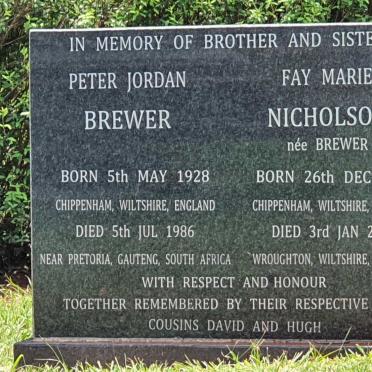 IN MEMORY OF BROTHER AND SISTE
PETER JORDAN FAY MARIE
BREWER NICHOLSO
née BREWER
BORN 5th MAY 1928 BORN 26th DEC
CHIPPENHAM, WILTSHIRE, ENGLAND CHIPPENHAM, WILTSHIRE,
DIED 5th JUL 1986 DIED 3rd JAN 2
NEAR PRETORIA, GAUTENG, SOUTH AFRICA WROUGHTON, WILTSHIRE,
WITH RESPECT AND HONOUR
TOGETHER REMEMBERED BY THEIR RESPECTIVE
COUSINS DAVID AND HUGH